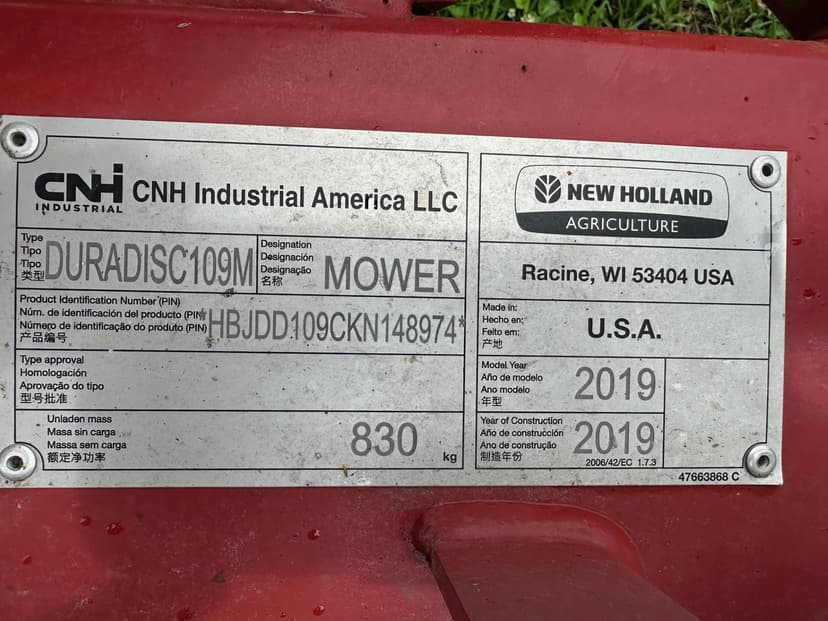 CNH INDUSTRIAL CNH Industrial America LLC
NEW HOLLAND
AGRICULTURE
Type
Tipo
Tipo
类型
DURADISC109M
Designation
Designación
Designação
名称
MOWER
Racine, WI 53404 USA
Product Identification Number (PIN)
Núm. de identificación del producto (PIN)
Número de identificação do produto (PIN)
产品编号
*HBJDD109CKN148974*
Made in:
Hecho en:
Feito em:
产地
U.S.A.
Type approval
Homologación
Aprovação do tipo
型号批准
Model Year
Año de modelo
Ano modelo
年型
2019
Unladen mass
Masa sin carga
Massa sem carga
额定净功率
830 kg
Year of Construction
Año de construcción
Ano de construção
制造年份
2019
2006/42/EC 1.7.3
47663868 C